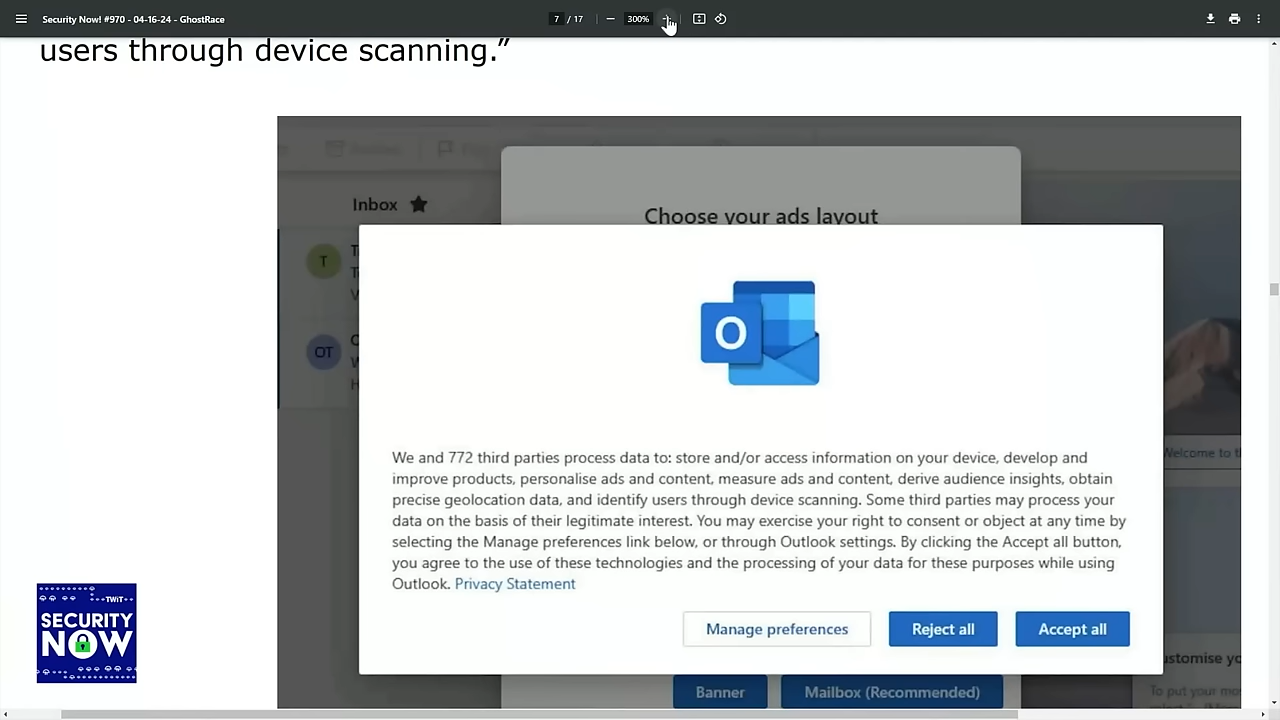 Security Now! #970 - 04-16-24 - GhostRace
7 / 17
300%
users through device scanning.”
Inbox
Choose your ads layout
T
OT
O
We and 772 third parties process data to: store and/or access information on your device, develop and
improve products, personalise ads and content, measure ads and content, derive audience insights, obtain
precise geolocation data, and identify users through device scanning. Some third parties may process your
data on the basis of their legitimate interest. You may exercise your right to consent or object at any time by
selecting the Manage preferences link below, or through Outlook settings. By clicking the Accept all button,
you agree to the use of these technologies and the processing of your data for these purposes while using
Outlook. Privacy Statement
Manage preferences
Reject all
Accept all
Banner
Mailbox (Recommended)
Welcome to
To put your
TWiT
SECURITY
NOW